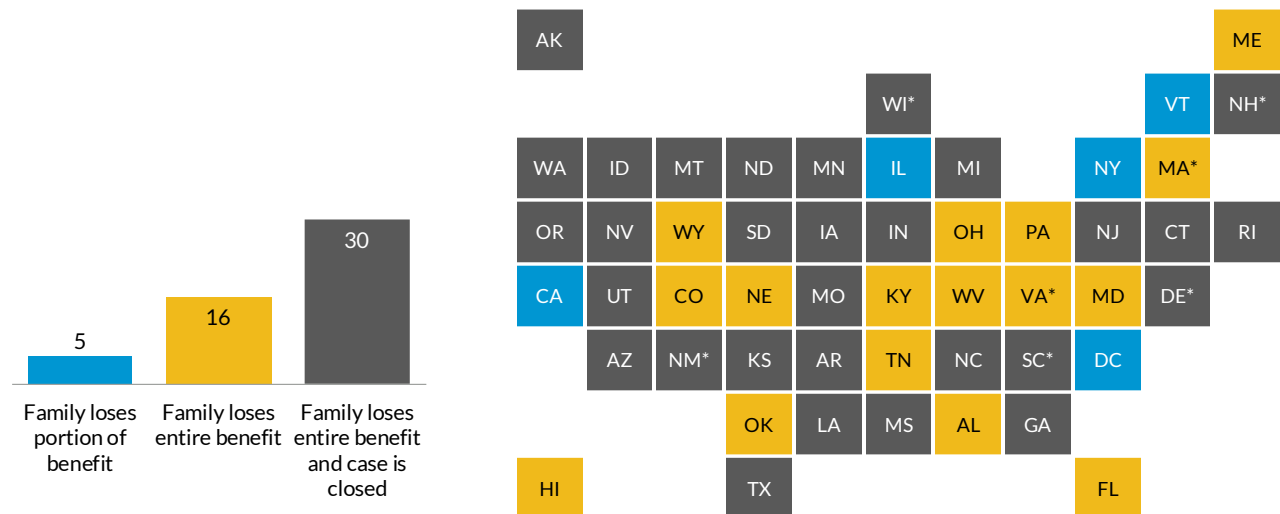 5
16
30
Family loses
portion of
benefit
Family loses
entire benefit
Family loses
entire benefit
and case is
closed
AK
ME
WI*
VT
NH*
WA
ID
MT
ND
MN
IL
MI
NY
MA*
OR
NV
WY
SD
IA
IN
OH
PA
NJ
CT
RI
CA
UT
CO
NE
MO
KY
WV
VA*
MD
DE*
AZ
NM*
KS
AR
TN
NC
SC*
DC
OK
LA
MS
AL
GA
HI
TX
FL